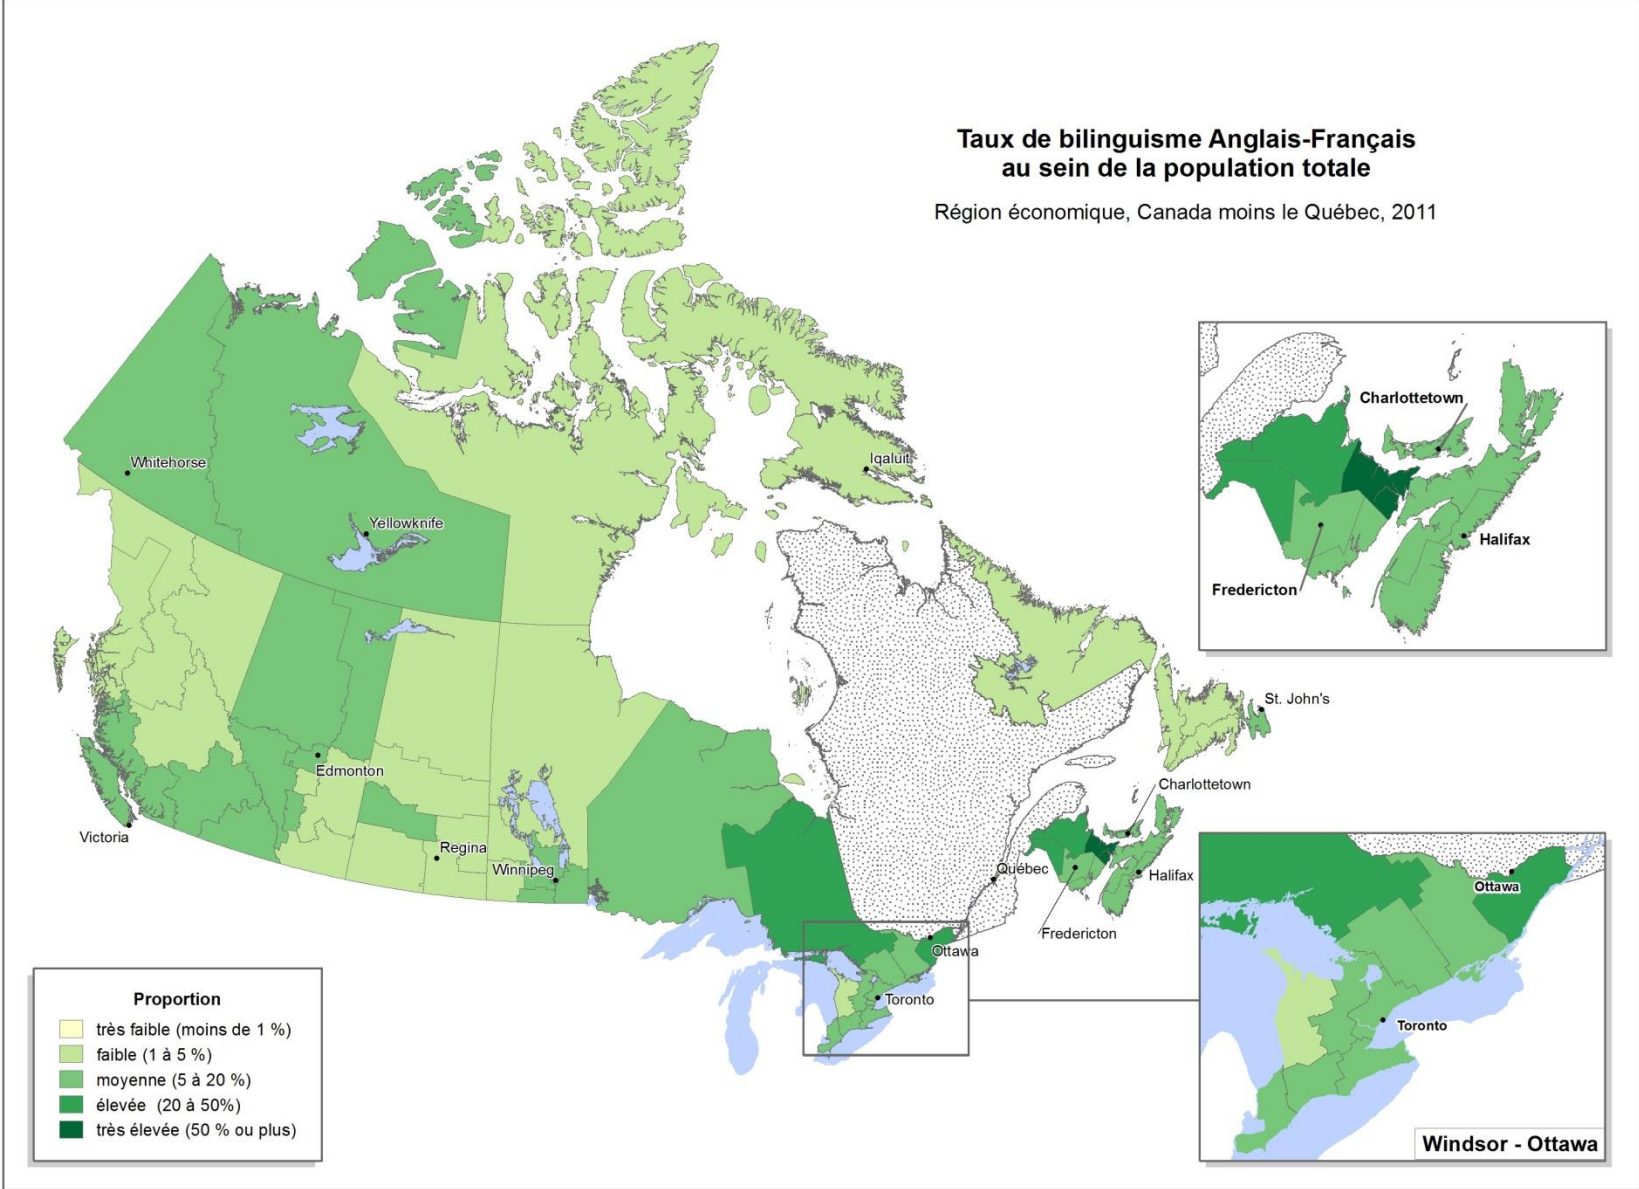 Taux de bilinguisme Anglais-Français
au sein de la population totale
Région économique, Canada moins le Québec, 2011
Charlottetown
Halifax
Fredericton
Whitehorse
Iqaluit
Yellowknife
St. John's
Edmonton
Charlottetown
Victoria
Regina
Winnipeg
Québec
Halifax
Fredericton
Ottawa
Toronto
Ottawa
Toronto
Windsor - Ottawa
Proportion
très faible (moins de 1 %)
faible (1 à 5 %)
moyenne (5 à 20 %)
élevée (20 à 50%)
très élevée (50 % ou plus)